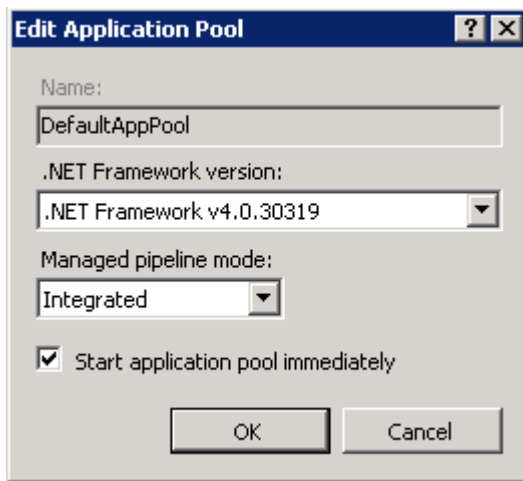 Edit Application Pool
Name:
DefaultAppPool
.NET Framework version:
.NET Framework v4.0.30319
Managed pipeline mode:
Integrated
Start application pool immediately
OK Cancel